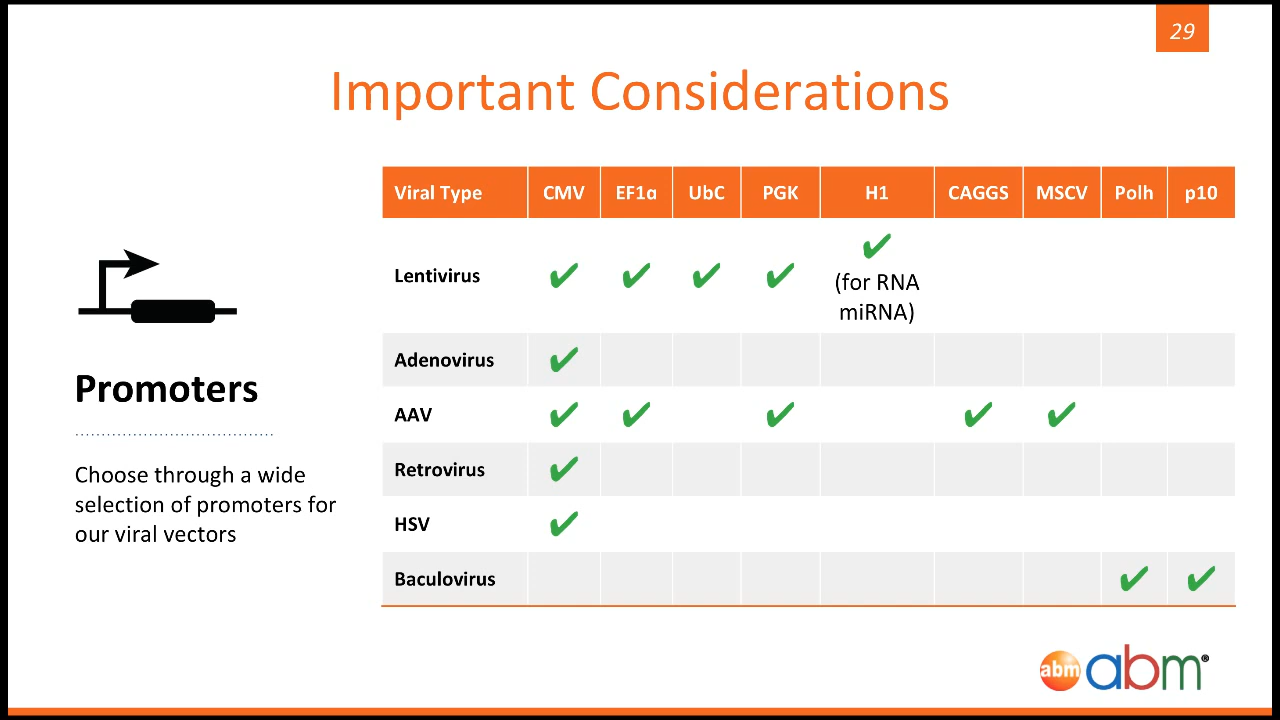 29
Important Considerations
Viral Type CMV EF1α UbC PGK H1 CAGGS MSCV Polh p10
Lentivirus ✔ ✔ ✔ ✔ ✔
(for RNA
miRNA)
Adenovirus ✔
AAV ✔ ✔ ✔ ✔ ✔
Retrovirus ✔
HSV ✔
Baculovirus ✔ ✔
Promoters
Choose through a wide
selection of promoters for
our viral vectors
abm abm®